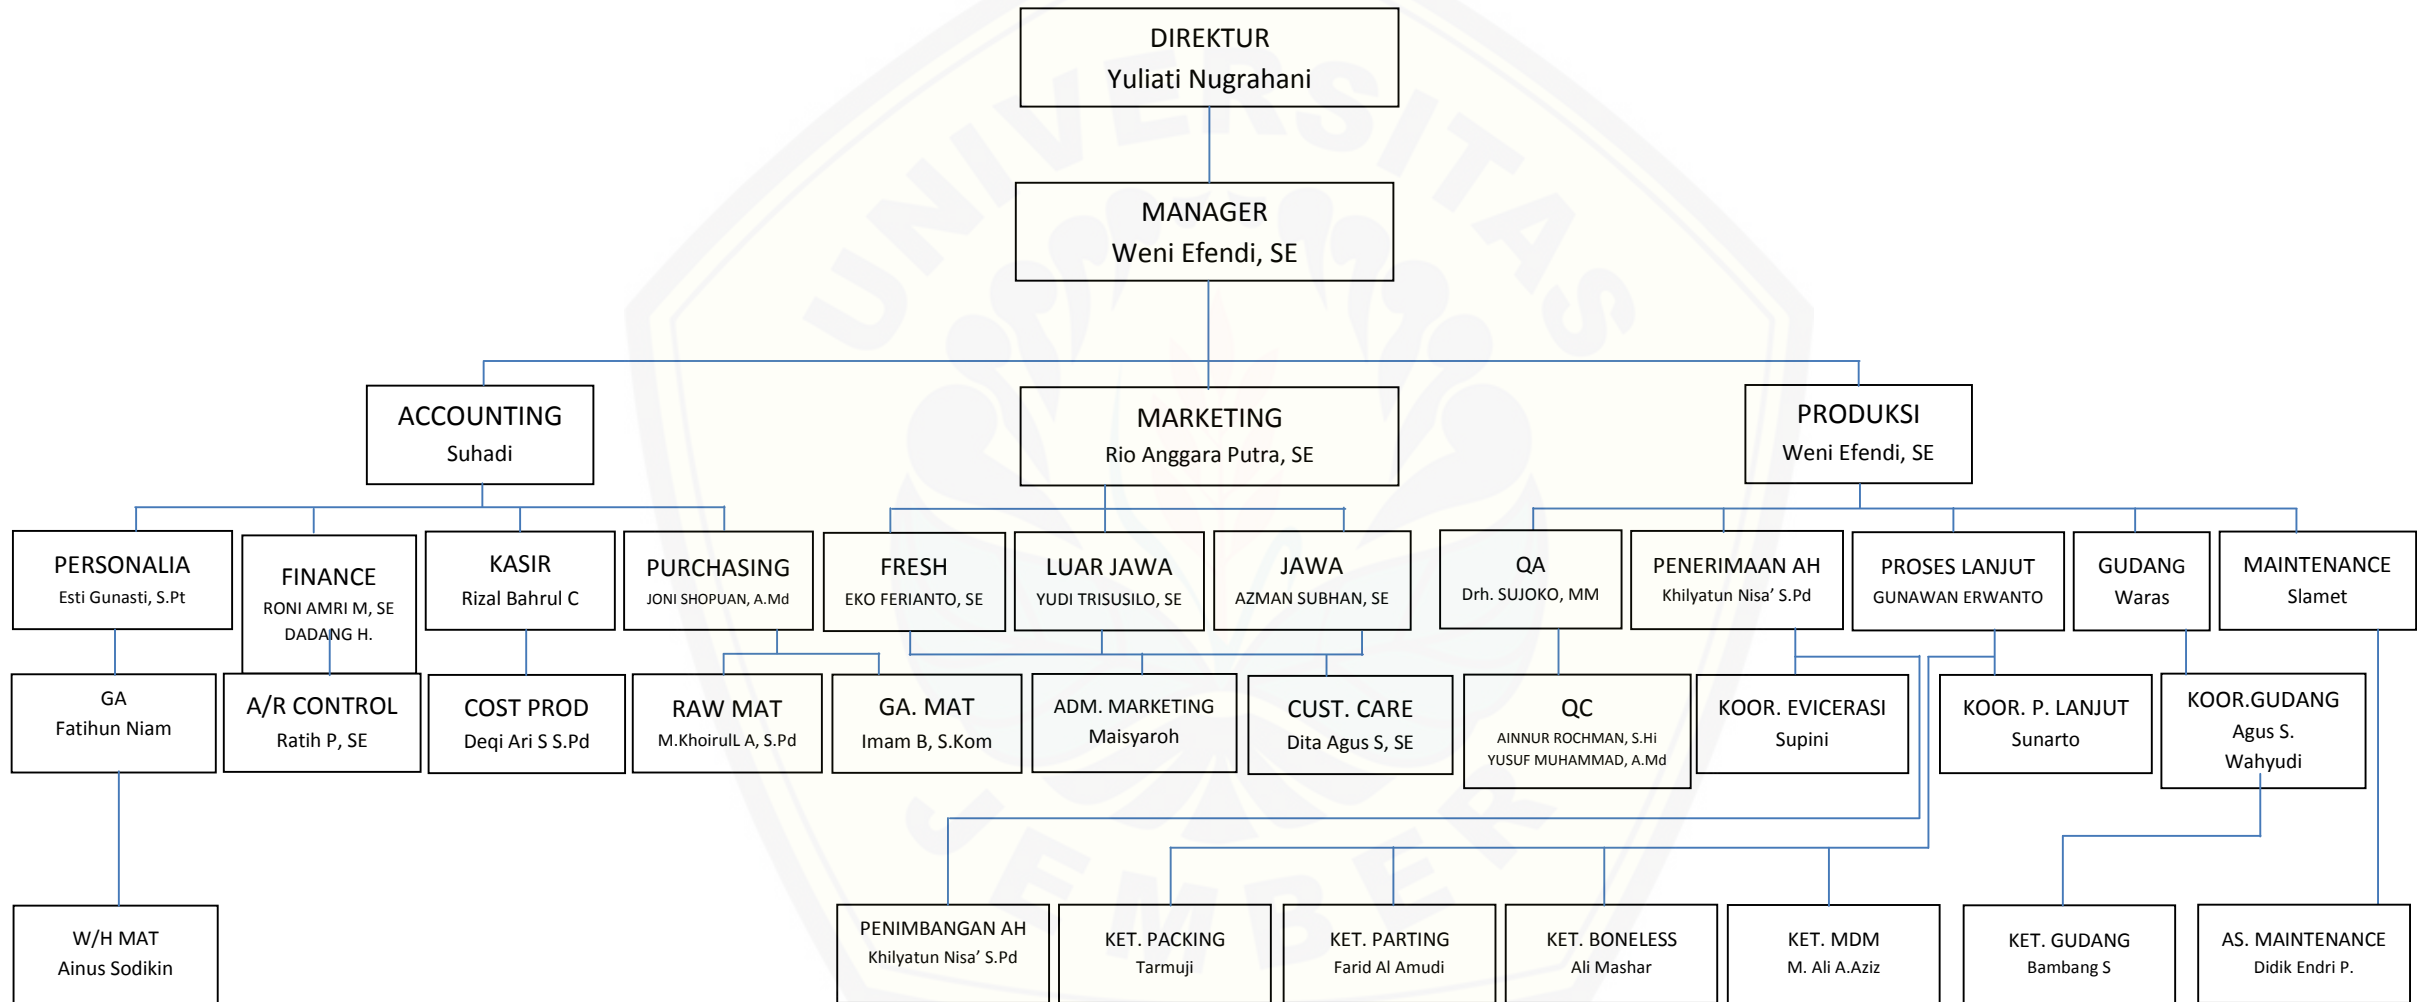 DIREKTUR
Yuliati Nugrahani
MANAGER
Weni Efendi, SE
ACCOUNTING
Suhadi
MARKETING
Rio Anggara Putra, SE
PRODUKSI
Weni Efendi, SE
PERSONALIA
Esti Gunasti, S.Pt
FINANCE
RONI AMRI M, SE
DADANG H.
KASIR
Rizal Bahrul C
PURCHASING
JONI SHOPUAN, A.Md
FRESH
EKO FERIANTO, SE
LUAR JAWA
YUDI TRISUSILO, SE
JAWA
AZMAN SUBHAN, SE
QA
Drh. SUJOKO, MM
PENERIMAAN AH
Khilyatun Nisa’ S.Pd
PROSES LANJUT
GUNAWAN ERWANTO
GUDANG
Waras
MAINTENANCE
Slamet
GA
Fatihun Niam
A/R CONTROL
Ratih P, SE
COST PROD
Deqi Ari S S.Pd
RAW MAT
M.KhoirulL A, S.Pd
GA. MAT
Imam B, S.Kom
ADM. MARKETING
Maisyaroh
CUST. CARE
Dita Agus S, SE
QC
AINNUR ROCHMAN, S.Hi
YUSUF MUHAMMAD, A.Md
KOOR. EVICERASI
Supini
KOOR. P. LANJUT
Sunarto
KOOR.GUDANG
Agus S.
Wahyudi
W/H MAT
Ainus Sodikin
PENIMBANGAN AH
Khilyatun Nisa’ S.Pd
KET. PACKING
Tarmuji
KET. PARTING
Farid Al Amudi
KET. BONELESS
Ali Mashar
KET. MDM
M. Ali A.Aziz
KET. GUDANG
Bambang S
AS. MAINTENANCE
Didik Endri P.
UNIVERSITAS
JEMBER